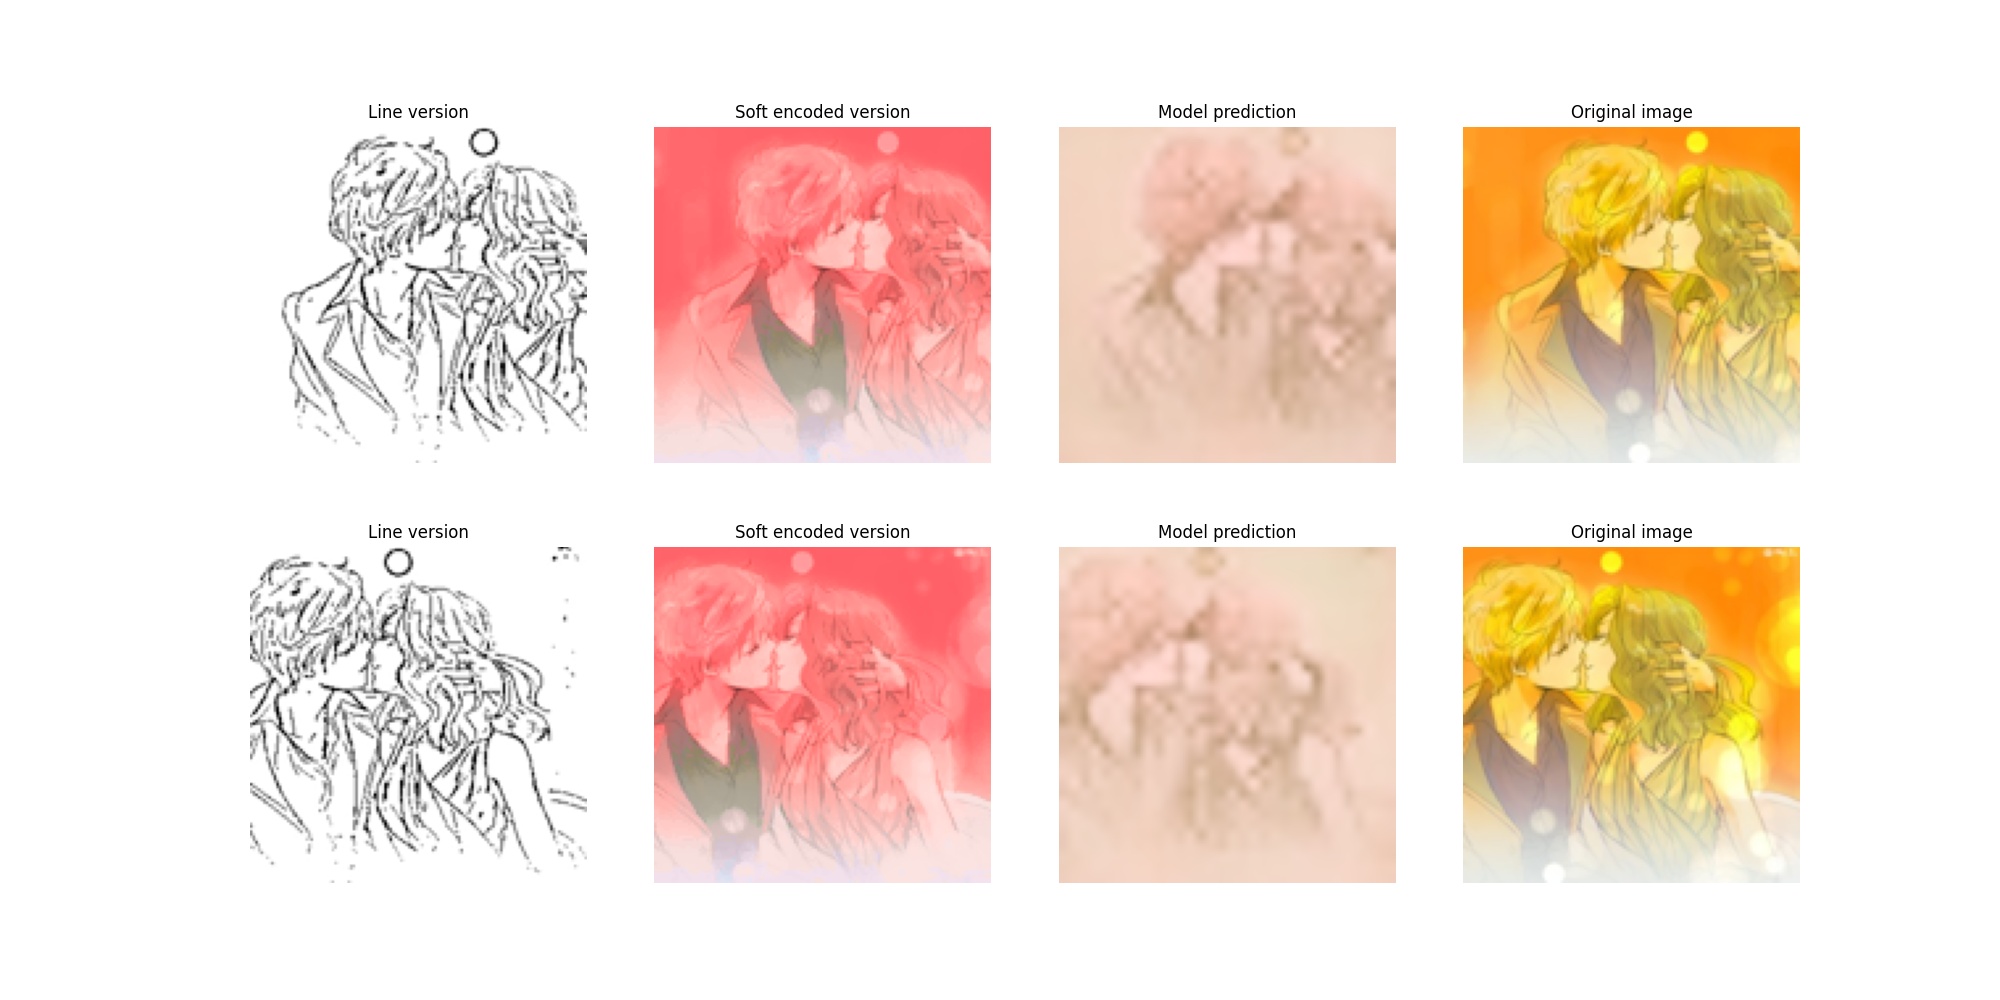 Line version
Soft encoded version
Model prediction
Original image
Line version
Soft encoded version
Model prediction
Original image